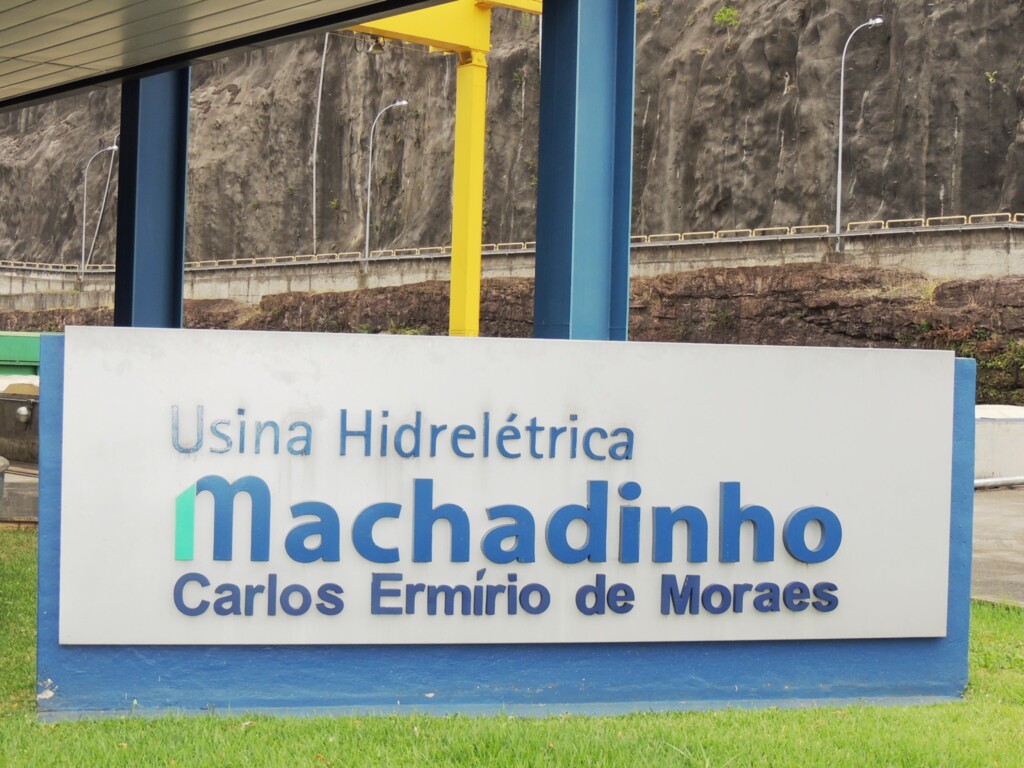 Usina Hidrelétrica
Machadinho
Carlos Ermírio de Moraes